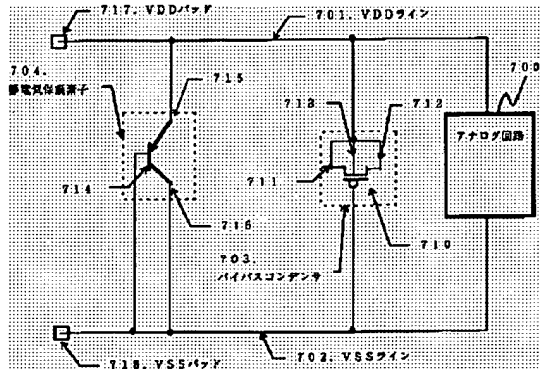 717. VDDパッド
701. VDDライン
704.
静電気保護素子
715
713
712
700
アナログ回路
714
711
716
710
703.
バイパスコンデンサ
718. VSSパッド
702. VSSライン